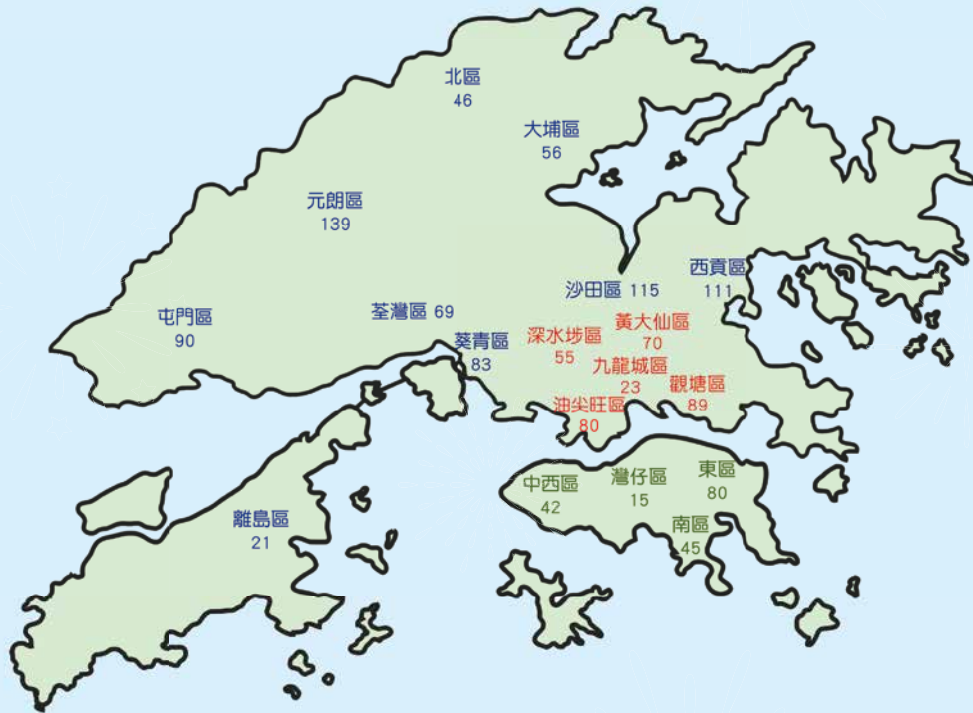 北區
46
大埔區
56
元朗區
139
西貢區
111
沙田區 115
屯門區
90
荃灣區 69
葵青區
83
深水埗區
55
黃大仙區
70
九龍城區
23
觀塘區
89
油尖旺區
80
中西區
42
灣仔區
15
東區
80
南區
45
離島區
21